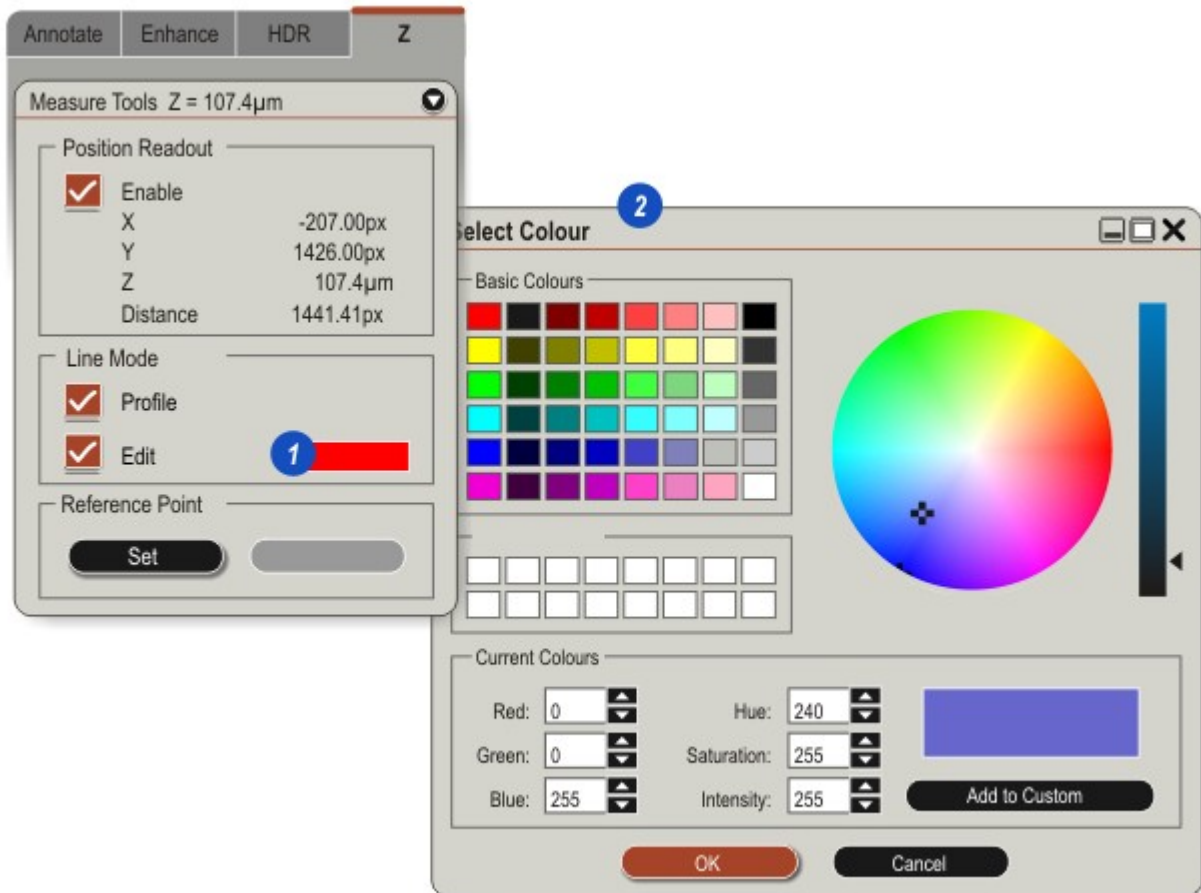 Annotate Enhance HDR Z
Measure Tools Z = 107.4µm
Position Readout
Enable
X -207.00px
Y 1426.00px
Z 107.4µm
Distance 1441.41px
Line Mode
Profile
Edit 1
Reference Point
Set
2
Select Colour
Basic Colours
Current Colours
Red: 0 Hue: 240
Green: 0 Saturation: 255
Blue: 255 Intensity: 255
Add to Custom
OK Cancel